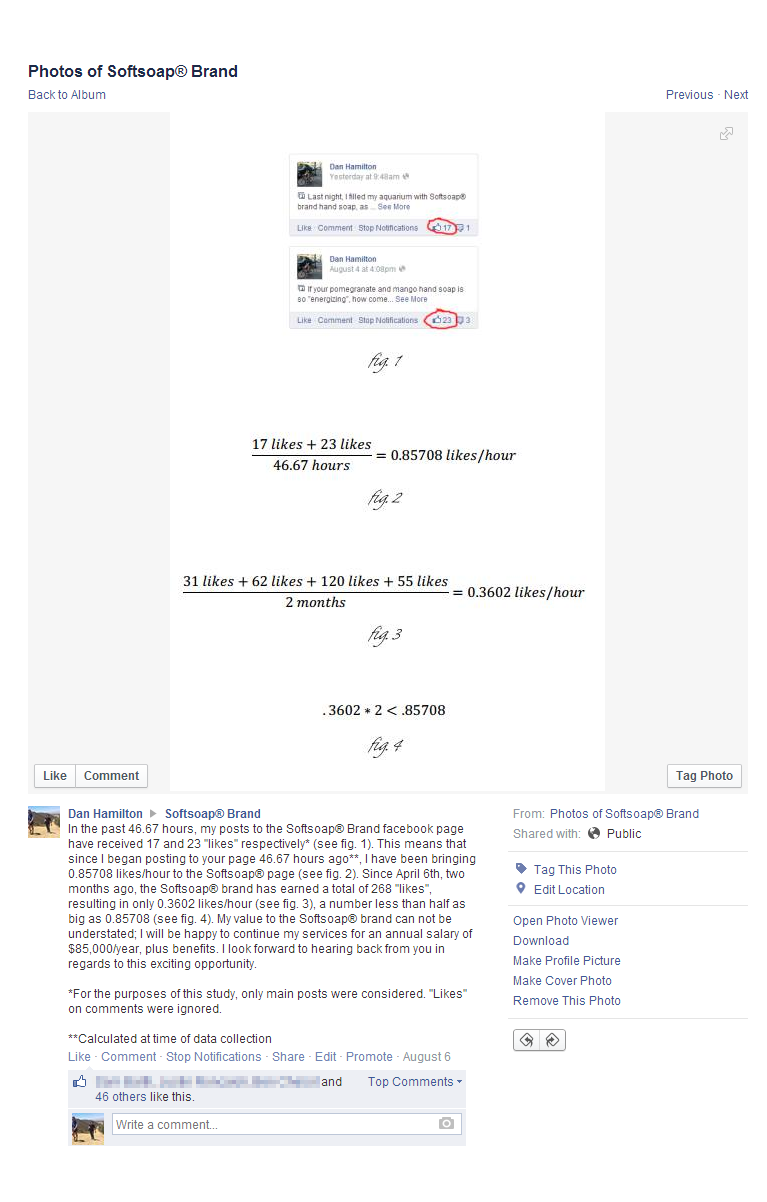 Photos of Softsoap® Brand
Back to Album
Previous · Next
Dan Hamilton
Yesterday at 9:48am
Last night, I filled my aquarium with Softsoap®
brand hand soap, as ... See More
Like · Comment · Stop Notifications 17 1
Dan Hamilton
August 4 at 4:08pm
If your pomegranate and mango hand soap is
so "energizing", how come... See More
Like · Comment · Stop Notifications 23 3
fig. 1
17 likes + 23 likes
46.67 hours
= 0.85708 likes/hour
fig. 2
31 likes + 62 likes + 120 likes + 55 likes
2 months
= 0.3602 likes/hour
fig. 3
.3602 * 2 < .85708
fig. 4
Like Comment
Tag Photo
Dan Hamilton ▶ Softsoap® Brand
In the past 46.67 hours, my posts to the Softsoap® Brand facebook page
have received 17 and 23 "likes" respectively* (see fig. 1). This means that
since I began posting to your page 46.67 hours ago**, I have been bringing
0.85708 likes/hour to the Softsoap® page (see fig. 2). Since April 6th, two
months ago, the Softsoap® brand has earned a total of 268 "likes",
resulting in only 0.3602 likes/hour (see fig. 3), a number less than half as
big as 0.85708 (see fig. 4). My value to the Softsoap® brand can not be
understated; I will be happy to continue my services for an annual salary of
$85,000/year, plus benefits. I look forward to hearing back from you in
regards to this exciting opportunity.
*For the purposes of this study, only main posts were considered. "Likes"
on comments were ignored.
**Calculated at time of data collection
Like · Comment · Stop Notifications · Share · Edit · Promote · August 6
and
46 others like this.
Top Comments
Write a comment...
From: Photos of Softsoap® Brand
Shared with: Public
Tag This Photo
Edit Location
Open Photo Viewer
Download
Make Profile Picture
Make Cover Photo
Remove This Photo